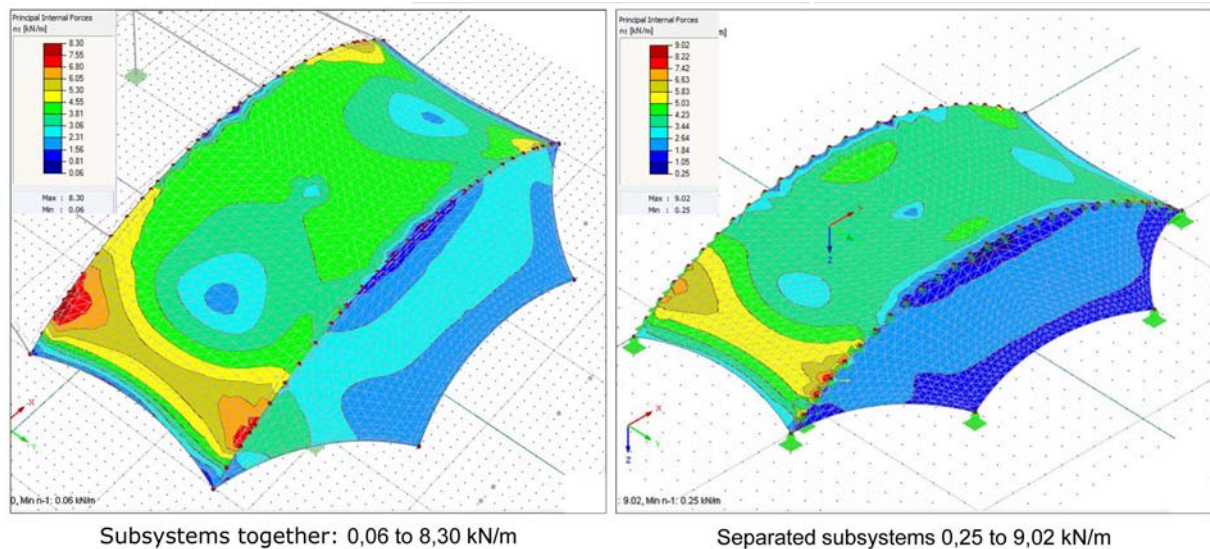 Principal Internal Forces
n1 [kN/m]
8.30
7.55
6.80
6.05
5.30
4.55
3.81
3.06
2.31
1.56
0.81
0.06
Max : 8.30
Min : 0.06
X
Y
0, Min n-1: 0.06 kN/m
Principal Internal Forces
n1 [kN/m]
9.02
8.22
7.42
6.63
5.83
5.03
4.23
3.44
2.64
1.84
1.05
0.25
Max : 9.02
Min : 0.25
Z
X
Y
Z
: 9.02, Min n-1: 0.25 kN/m
Subsystems together: 0,06 to 8,30 kN/m
Separated subsystems 0,25 to 9,02 kN/m